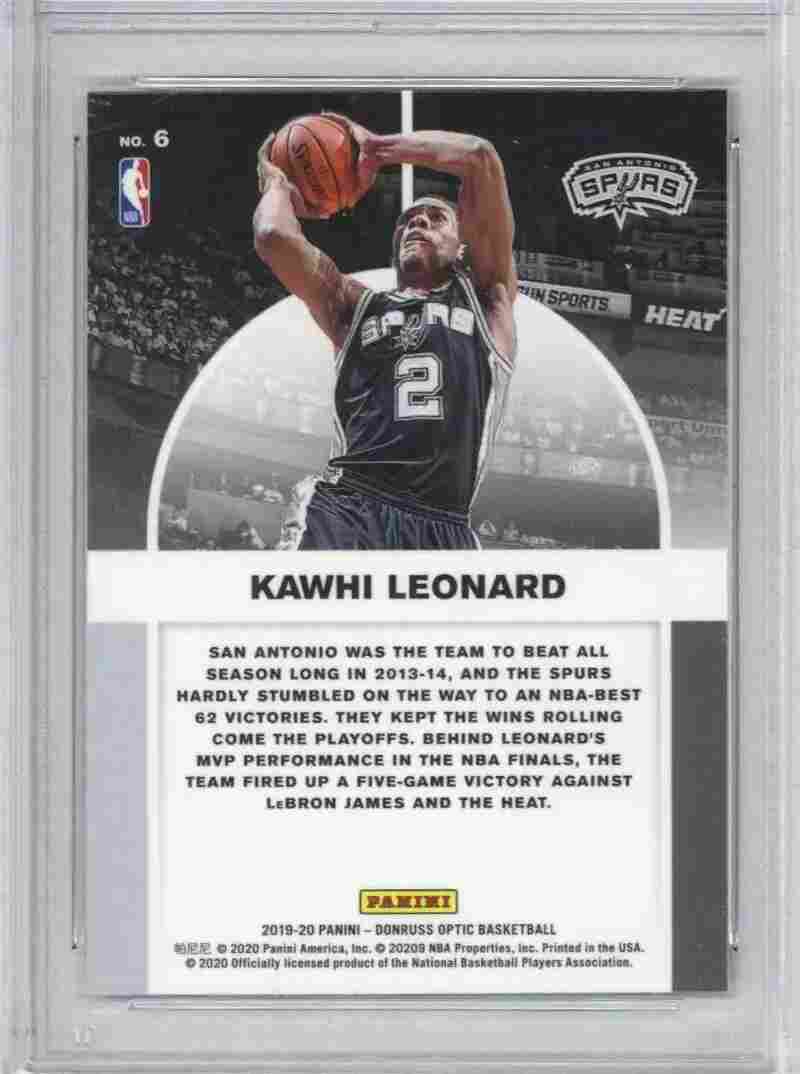 NO. 6
NBA
SPALDING
SAN ANTONIO
SPURS
SUN SPORTS
HEAT
SPURS
2
KAWHI LEONARD
SAN ANTONIO WAS THE TEAM TO BEAT ALL
SEASON LONG IN 2013-14, AND THE SPURS
HARDLY STUMBLED ON THE WAY TO AN NBA-BEST
62 VICTORIES. THEY KEPT THE WINS ROLLING
COME THE PLAYOFFS. BEHIND LEONARD'S
MVP PERFORMANCE IN THE NBA FINALS, THE
TEAM FIRED UP A FIVE-GAME VICTORY AGAINST
LeBRON JAMES AND THE HEAT.
PANINI
2019-20 PANINI – DONRUSS OPTIC BASKETBALL
帕尼尼 © 2020 Panini America, Inc. © 20209 NBA Properties, Inc. Printed in the USA.
© 2020 Officially licensed product of the National Basketball Players Association.